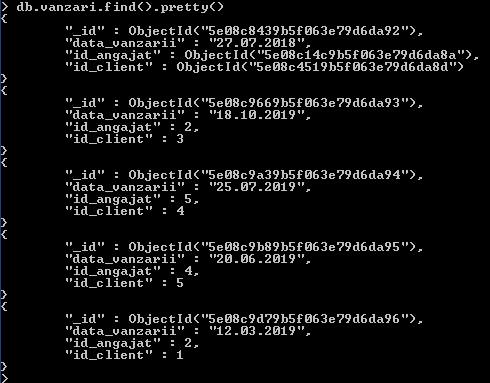 > db.vanzari.find().pretty()
{
        "_id" : ObjectId("5e08c8439b5f063e79d6da92"),
        "data_vanzarii" : "27.07.2018",
        "id_angajat" : ObjectId("5e08c14c9b5f063e79d6da8a"),
        "id_client" : ObjectId("5e08c4519b5f063e79d6da8d")
}
{
        "_id" : ObjectId("5e08c9669b5f063e79d6da93"),
        "data_vanzarii" : "18.10.2019",
        "id_angajat" : 2,
        "id_client" : 3
}
{
        "_id" : ObjectId("5e08c9a39b5f063e79d6da94"),
        "data_vanzarii" : "25.07.2019",
        "id_angajat" : 5,
        "id_client" : 4
}
{
        "_id" : ObjectId("5e08c9b89b5f063e79d6da95"),
        "data_vanzarii" : "20.06.2019",
        "id_angajat" : 4,
        "id_client" : 5
}
{
        "_id" : ObjectId("5e08c9d79b5f063e79d6da96"),
        "data_vanzarii" : "12.03.2019",
        "id_angajat" : 2,
        "id_client" : 1
}
>